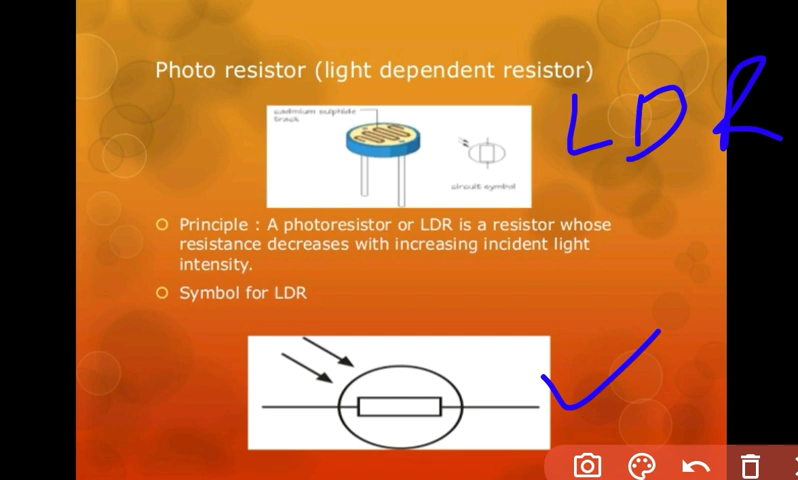 Photo resistor (light dependent resistor)
LDR
cadmium sulphide
track
circuit symbol
Principle : A photoresistor or LDR is a resistor whose
resistance decreases with increasing incident light
intensity.
Symbol for LDR